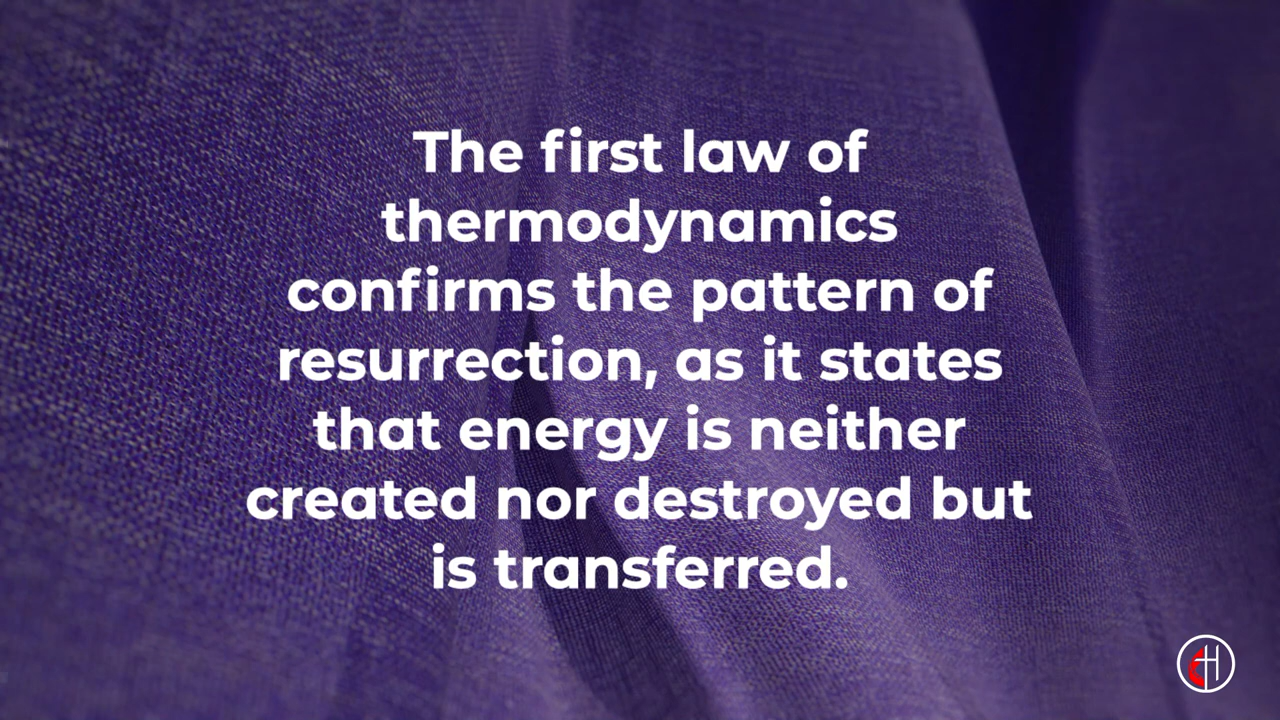 The first law of
thermodynamics
confirms the pattern of
resurrection, as it states
that energy is neither
created nor destroyed but
is transferred.